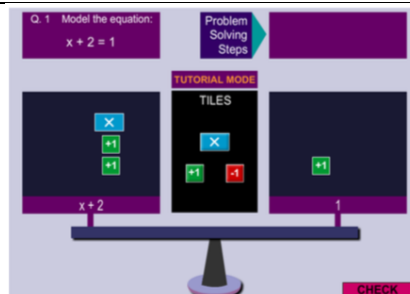 Q. 1 Model the equation:
x + 2 = 1
Problem
Solving
Steps
TUTORIAL MODE
TILES
X
+1
+1
X
+1
-1
+1
x + 2
1
CHECK